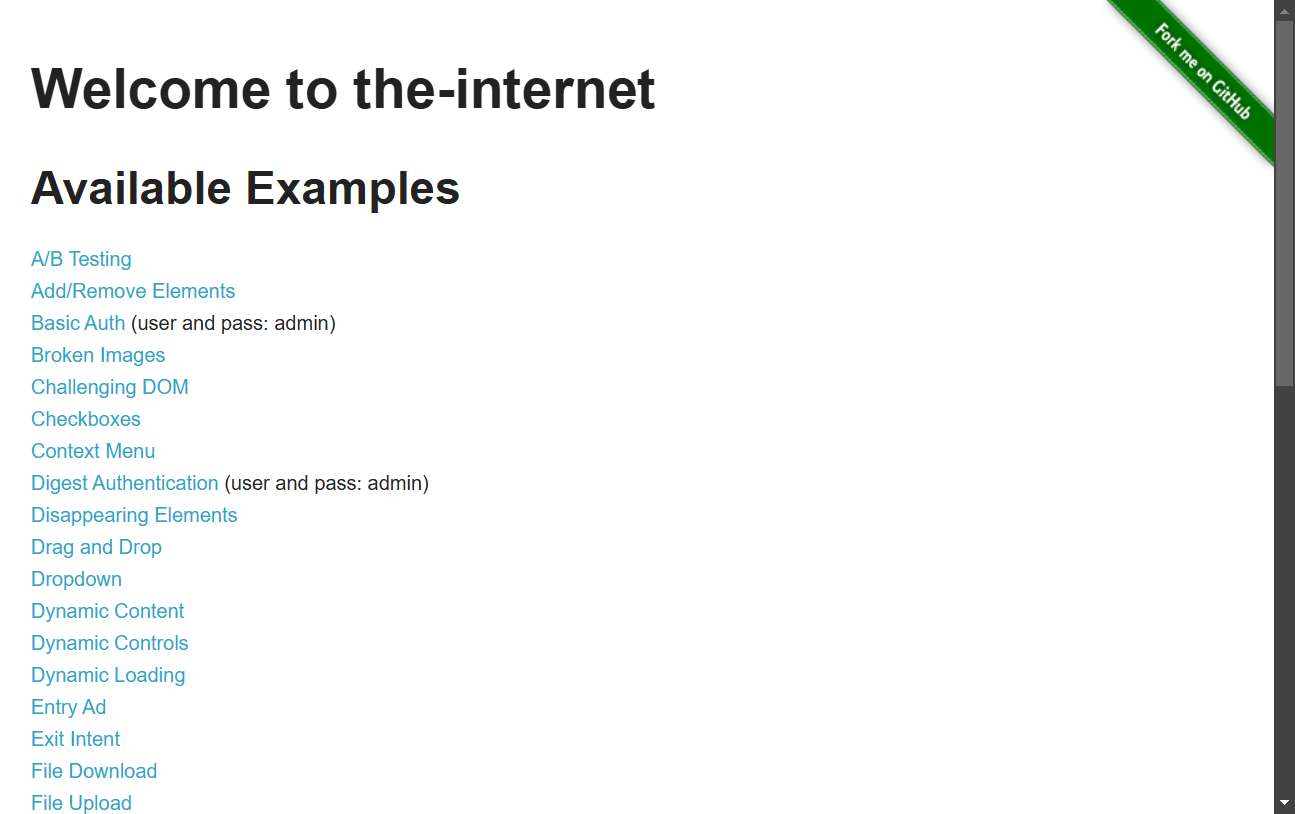 Fork me on GitHub
Welcome to the-internet
Available Examples
A/B Testing
Add/Remove Elements
Basic Auth (user and pass: admin)
Broken Images
Challenging DOM
Checkboxes
Context Menu
Digest Authentication (user and pass: admin)
Disappearing Elements
Drag and Drop
Dropdown
Dynamic Content
Dynamic Controls
Dynamic Loading
Entry Ad
Exit Intent
File Download
File Upload